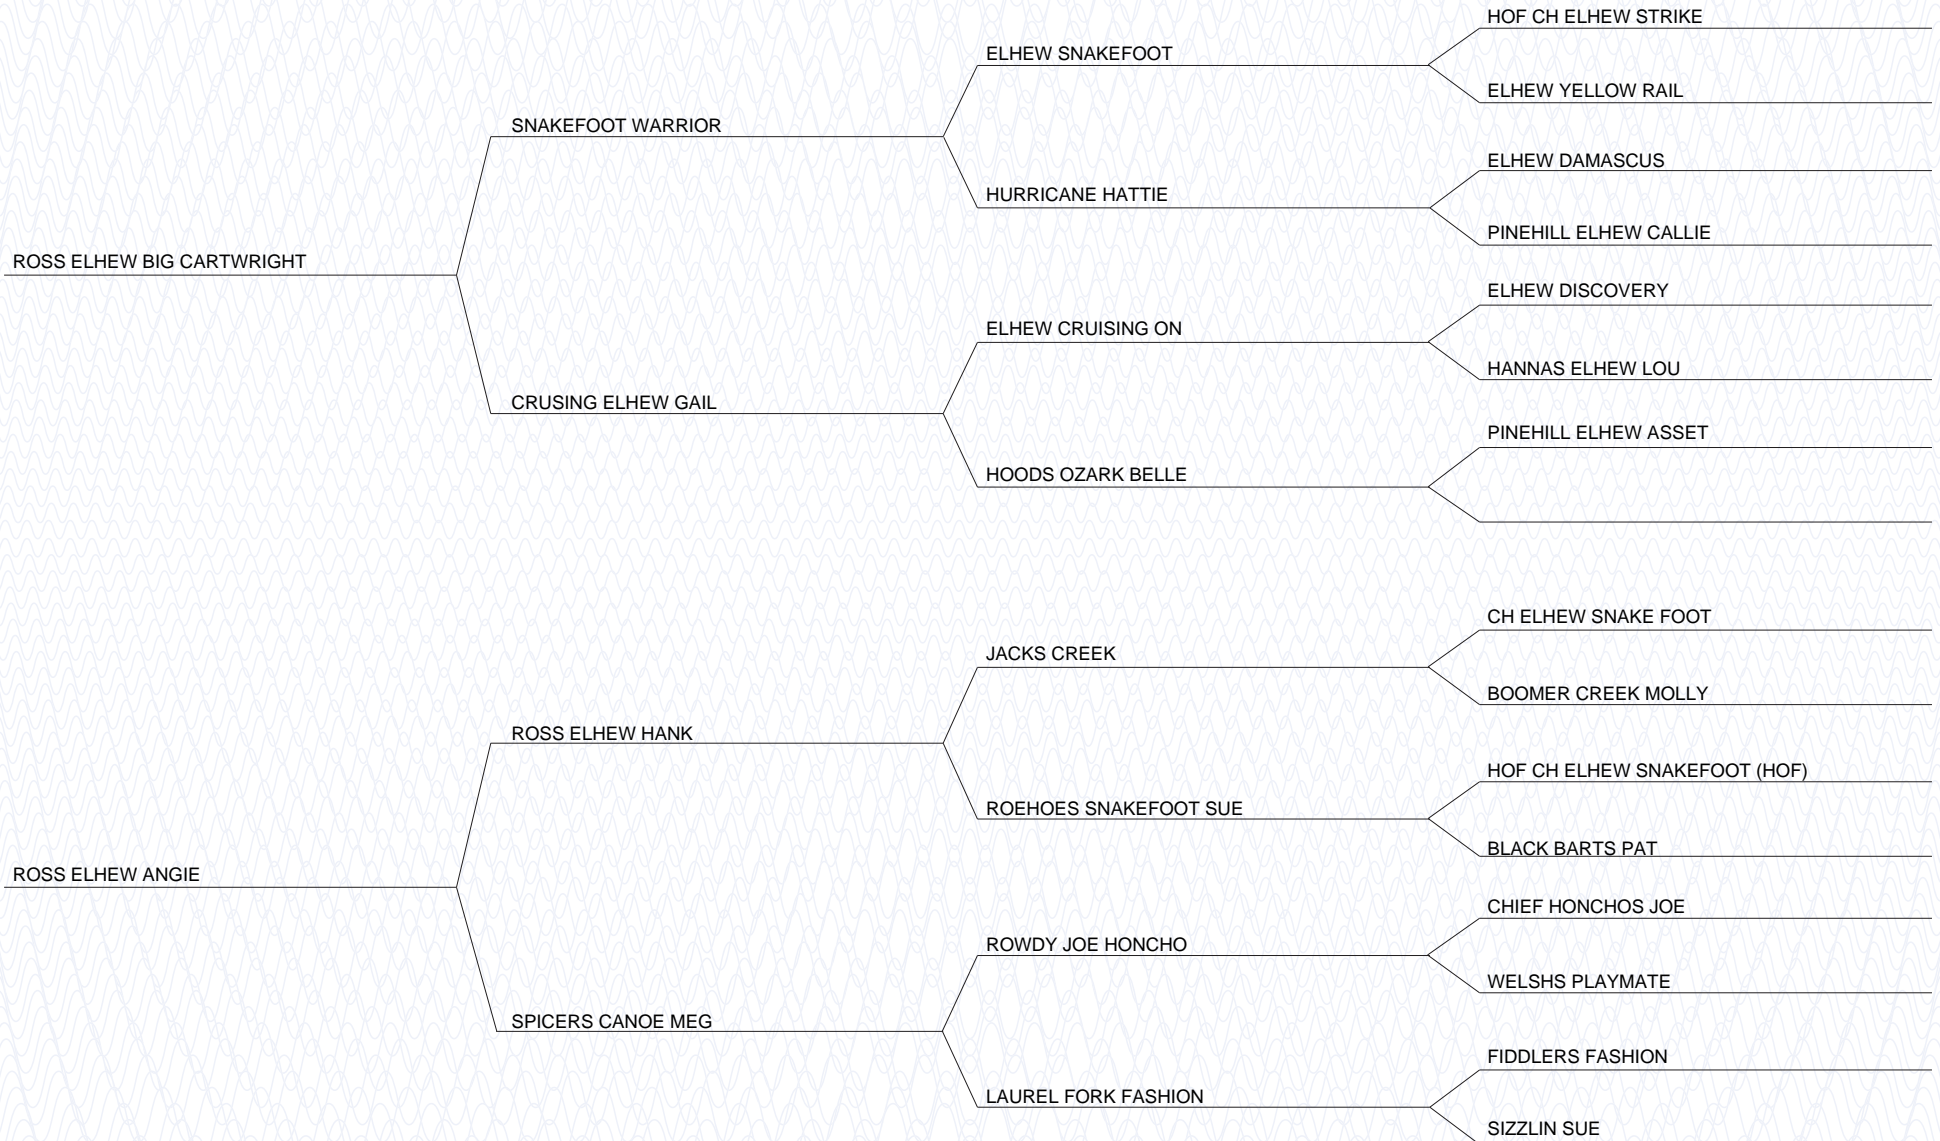 HOF CH ELHEW STRIKE
ELHEW SNAKEFOOT
ELHEW YELLOW RAIL
SNAKEFOOT WARRIOR
ELHEW DAMASCUS
HURRICANE HATTIE
PINEHILL ELHEW CALLIE
ROSS ELHEW BIG CARTWRIGHT
ELHEW DISCOVERY
ELHEW CRUISING ON
HANNAS ELHEW LOU
CRUSING ELHEW GAIL
PINEHILL ELHEW ASSET
HOODS OZARK BELLE
CH ELHEW SNAKE FOOT
JACKS CREEK
BOOMER CREEK MOLLY
ROSS ELHEW HANK
HOF CH ELHEW SNAKEFOOT (HOF)
ROEHOES SNAKEFOOT SUE
BLACK BARTS PAT
ROSS ELHEW ANGIE
CHIEF HONCHOS JOE
ROWDY JOE HONCHO
WELSHS PLAYMATE
SPICERS CANOE MEG
FIDDLERS FASHION
LAUREL FORK FASHION
SIZZLIN SUE